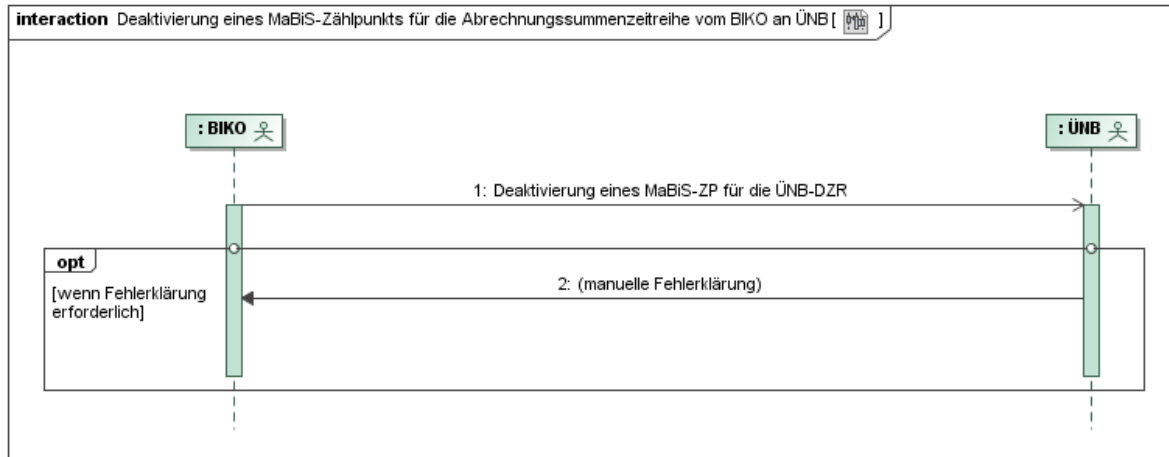 interaction Deaktivierung eines MaBiS-Zählpunkts für die Abrechnungssummenzeitreihe vom BIKO an ÜNB [ ]
: BIKO
: ÜNB
1: Deaktivierung eines MaBiS-ZP für die ÜNB-DZR
opt
[wenn Fehlerklärung
erforderlich]
2: (manuelle Fehlerklärung)